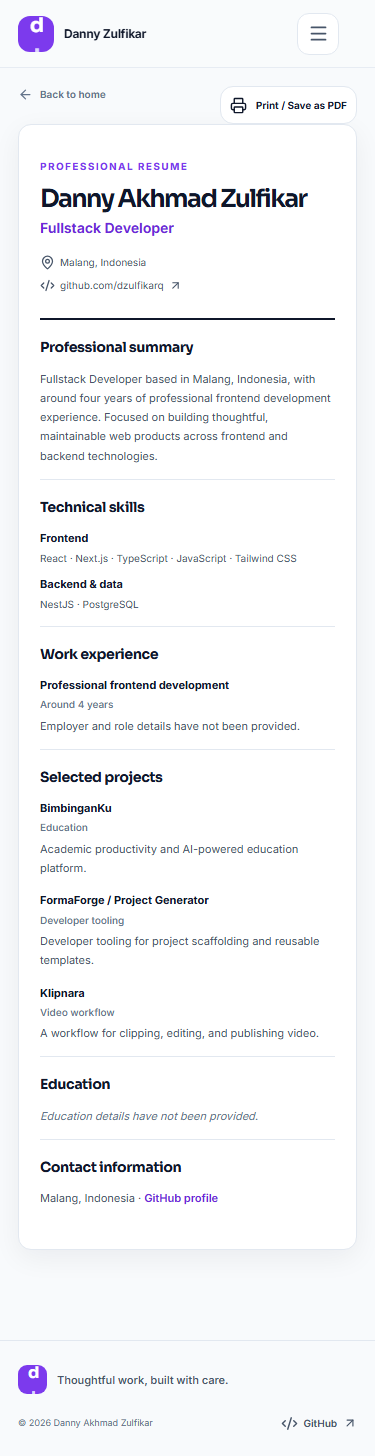 d
Danny Zulfikar
Back to home
Print / Save as PDF
PROFESSIONAL RESUME
Danny Akhmad Zulfikar
Fullstack Developer
Malang, Indonesia
github.com/dzulfikarq
Professional summary
Fullstack Developer based in Malang, Indonesia, with
around four years of professional frontend development
experience. Focused on building thoughtful,
maintainable web products across frontend and
backend technologies.
Technical skills
Frontend
React · Next.js · TypeScript · JavaScript · Tailwind CSS
Backend & data
NestJS · PostgreSQL
Work experience
Professional frontend development
Around 4 years
Employer and role details have not been provided.
Selected projects
BimbinganKu
Education
Academic productivity and AI-powered education
platform.
FormaForge / Project Generator
Developer tooling
Developer tooling for project scaffolding and reusable
templates.
Klipnara
Video workflow
A workflow for clipping, editing, and publishing video.
Education
Education details have not been provided.
Contact information
Malang, Indonesia · GitHub profile
d
Thoughtful work, built with care.
© 2026 Danny Akhmad Zulfikar
GitHub